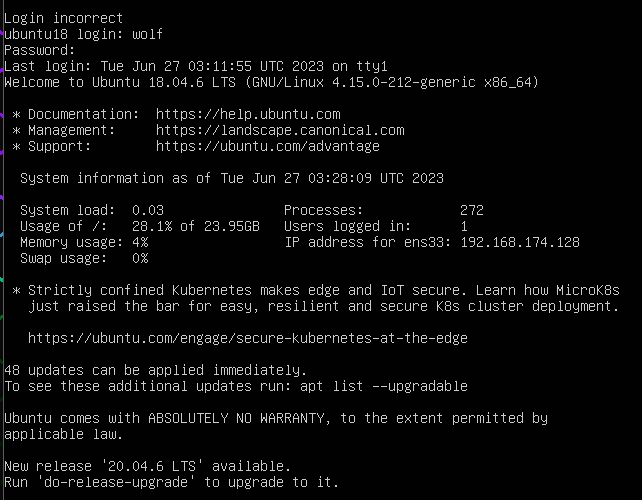 Login incorrect
ubuntu18 login: wolf
Password:
Last login: Tue Jun 27 03:11:55 UTC 2023 on tty1
Welcome to Ubuntu 18.04.6 LTS (GNU/Linux 4.15.0-212-generic x86_64)
* Documentation:  https://help.ubuntu.com
* Management:     https://landscape.canonical.com
* Support:        https://ubuntu.com/advantage
System information as of Tue Jun 27 03:28:09 UTC 2023
System load:  0.03               Processes:             272
Usage of /:   28.1% of 23.95GB   Users logged in:       1
Memory usage: 4%                 IP address for ens33: 192.168.174.128
Swap usage:   0%
* Strictly confined Kubernetes makes edge and IoT secure. Learn how MicroK8s
just raised the bar for easy, resilient and secure K8s cluster deployment.
https://ubuntu.com/engage/secure-kubernetes-at-the-edge
48 updates can be applied immediately.
To see these additional updates run: apt list --upgradable
Ubuntu comes with ABSOLUTELY NO WARRANTY, to the extent permitted by
applicable law.
New release '20.04.6 LTS' available.
Run 'do-release-upgrade' to upgrade to it.